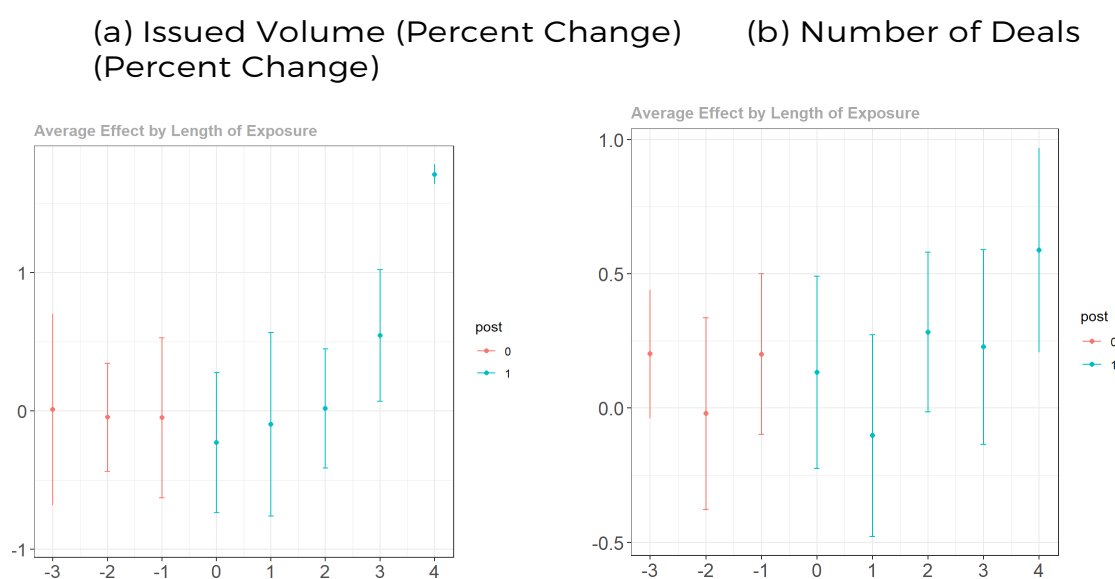 (a) Issued Volume (Percent Change)
(b) Number of Deals
(Percent Change)
Average Effect by Length of Exposure
1
0
-1
-3 -2 -1 0 1 2 3 4
post
0
1
Average Effect by Length of Exposure
1.0
0.5
0.0
-0.5
-3 -2 -1 0 1 2 3 4
post
0
1